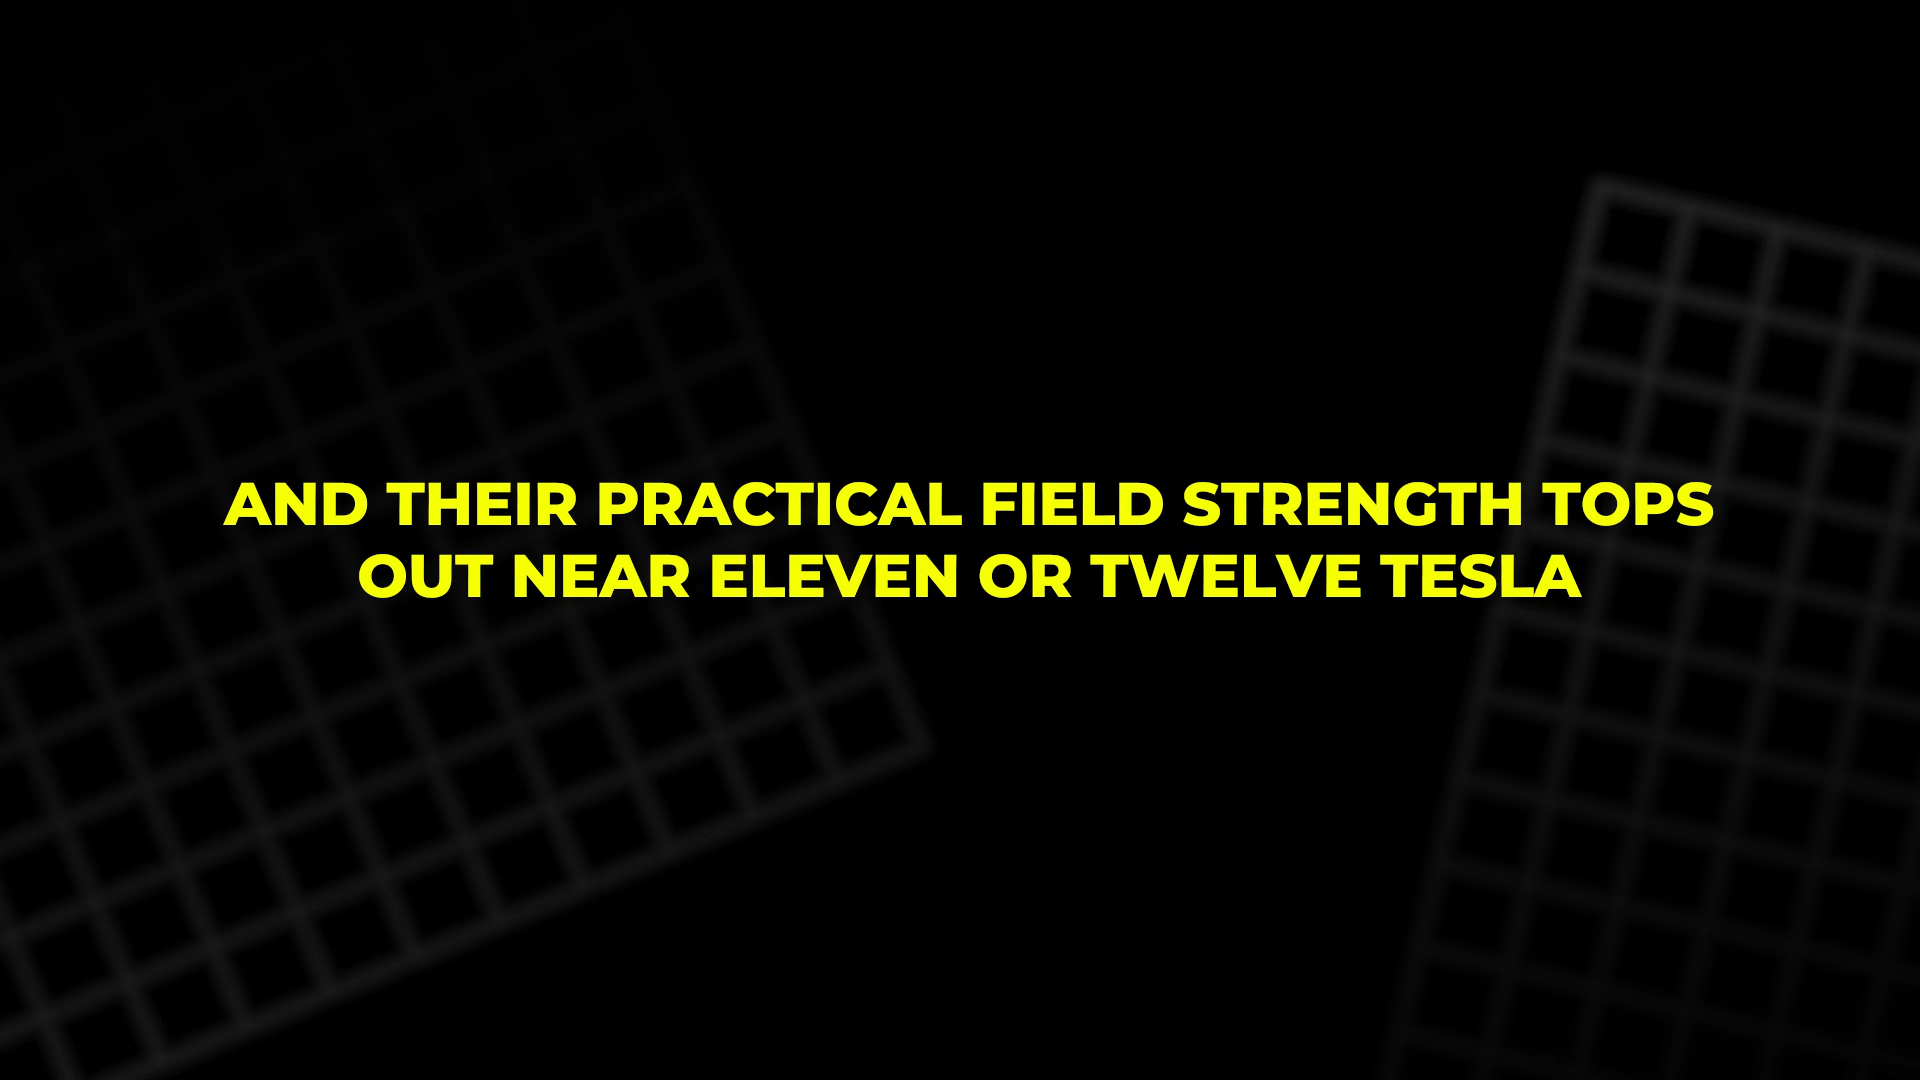 AND THEIR PRACTICAL FIELD STRENGTH TOPS
OUT NEAR ELEVEN OR TWELVE TESLA